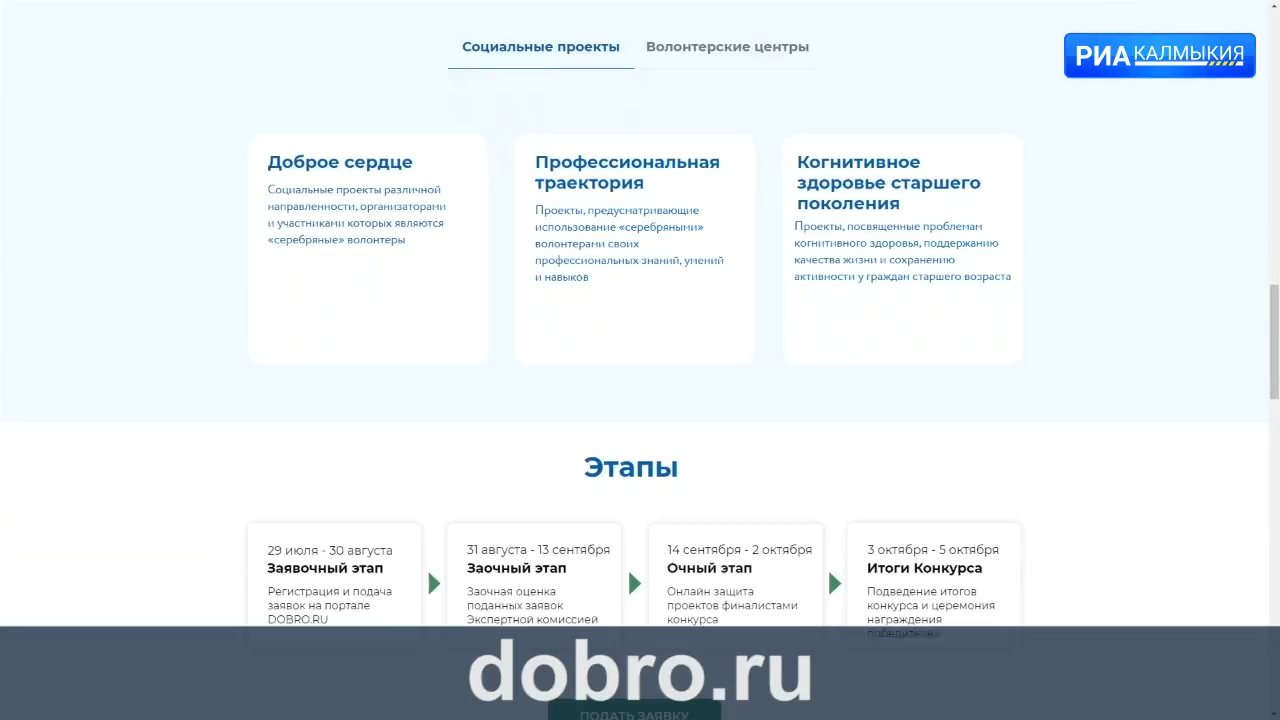 Социальные проекты
Волонтерские центры
РИА КАЛМЫКИЯ
Доброе сердце
Социальные проекты различной
направленности, организаторами
и участниками которых являются
«серебряные» волонтеры
Профессиональная
траектория
Проекты, предусматривающие
использование «серебряными»
волонтерами своих
профессиональных знаний, умений
и навыков
Когнитивное
здоровье старшего
поколения
Проекты, посвященные проблемам
когнитивного здоровья, поддержанию
качества жизни и сохранению
активности у граждан старшего возраста
Этапы
29 июля - 30 августа
Заявочный этап
Регистрация и подача
заявок на портале
DOBRO.RU
31 августа - 13 сентября
Заочный этап
Заочная оценка
поданных заявок
Экспертной комиссией
14 сентября - 2 октября
Очный этап
Онлайн защита
проектов финалистами
конкурса
3 октября - 5 октября
Итоги Конкурса
Подведение итогов
конкурса и церемония
награждения
dobro.ru
ПОДАТЬ ЗАЯВКУ